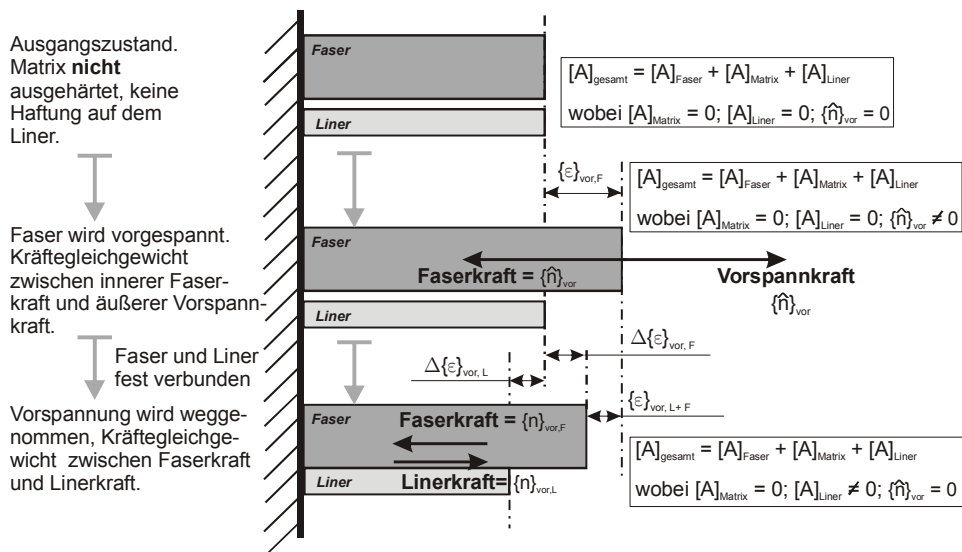 Ausgangszustand.
Matrix nicht
ausgehärtet, keine
Haftung auf dem
Liner.
Faser
Liner
[A]gesamt = [A]Faser + [A]Matrix + [A]Liner
wobei [A]Matrix = 0; [A]Liner = 0; {n̂}vor = 0
{ε}vor,F
[A]gesamt = [A]Faser + [A]Matrix + [A]Liner
wobei [A]Matrix = 0; [A]Liner = 0; {n̂}vor ≠ 0
Faser wird vorgespannt.
Kräftegleichgewicht
zwischen innerer Faser-
kraft und äußerer Vorspann-
kraft.
Faser
Faserkraft = {n̂}vor
Vorspannkraft
{n̂}vor
Liner
Faser und Liner
fest verbunden
Δ{ε}vor, L
Δ{ε}vor, F
{ε}vor, L+ F
Vorspannung wird wegge-
nommen, Kräftegleichge-
wicht zwischen Faserkraft
und Linerkraft.
Faser
Faserkraft = {n}vor,F
Liner
Linerkraft= {n}vor,L
[A]gesamt = [A]Faser + [A]Matrix + [A]Liner
wobei [A]Matrix = 0; [A]Liner ≠ 0; {n̂}vor = 0